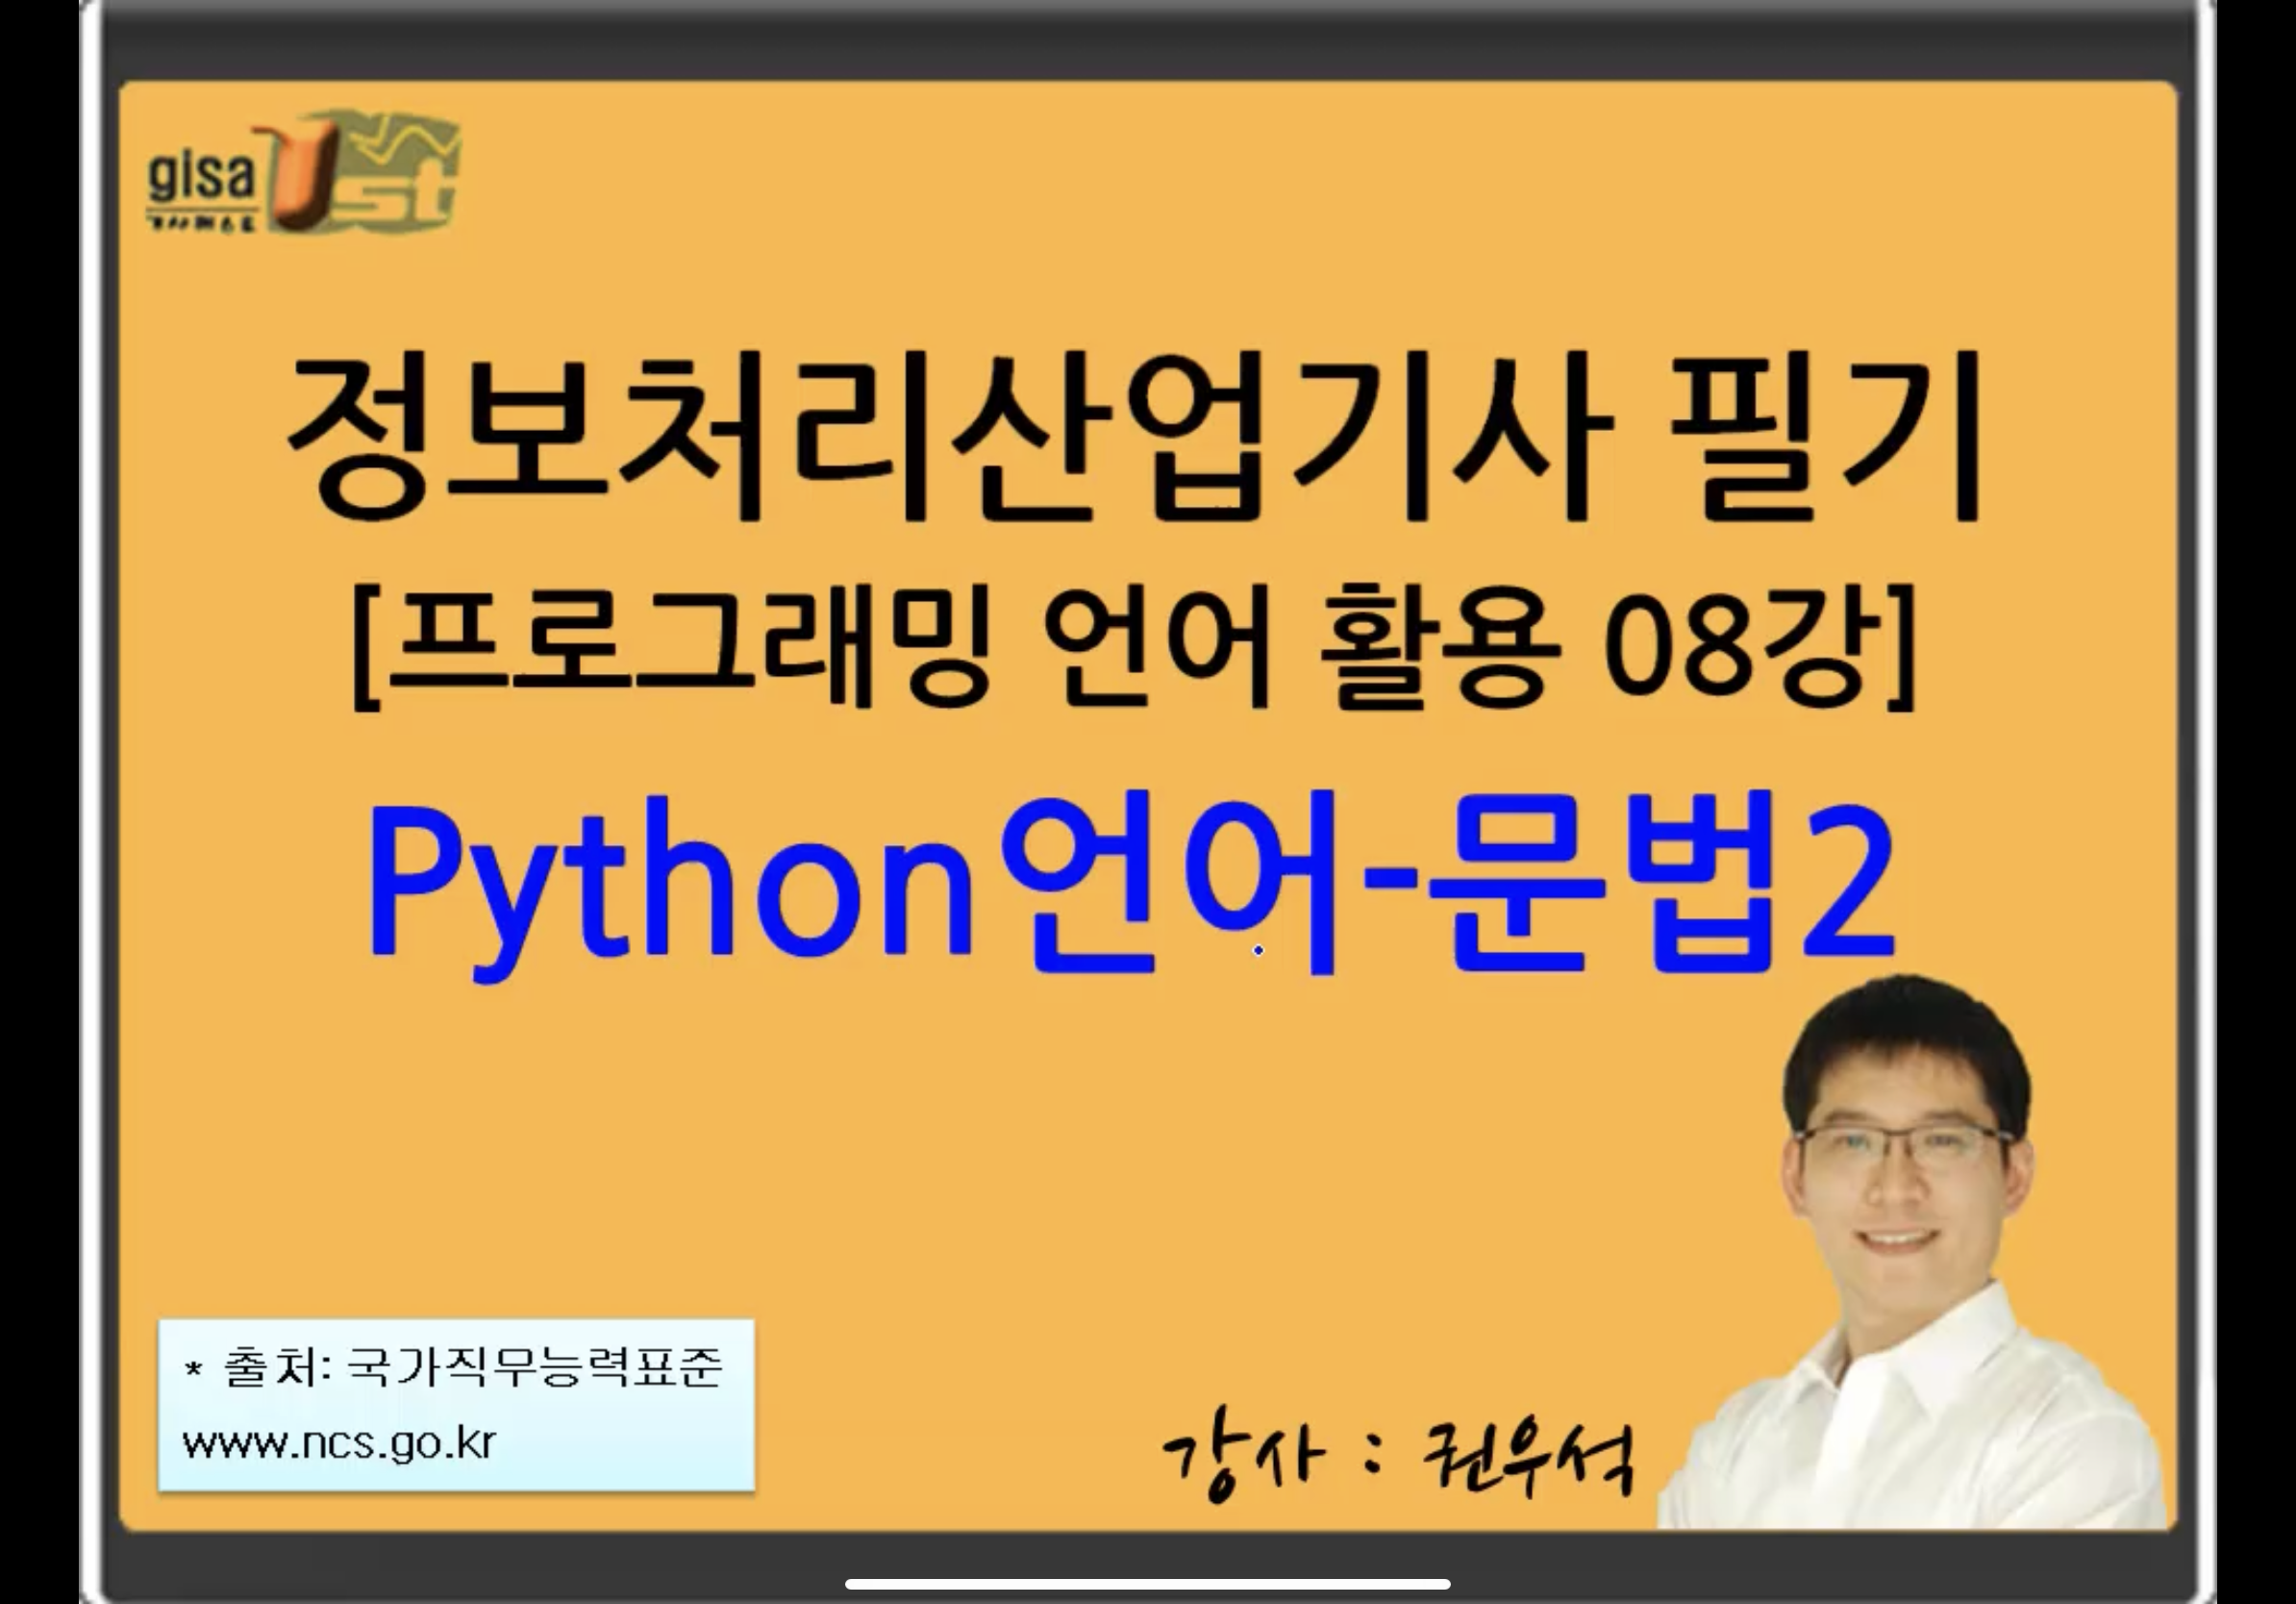 gisa
st
정보처리산업기사 필기
[프로그래밍 언어 활용 08강]
Python언어-문법2
* 출처: 국가직무능력표준
www.ncs.go.kr
강사 : 권우석